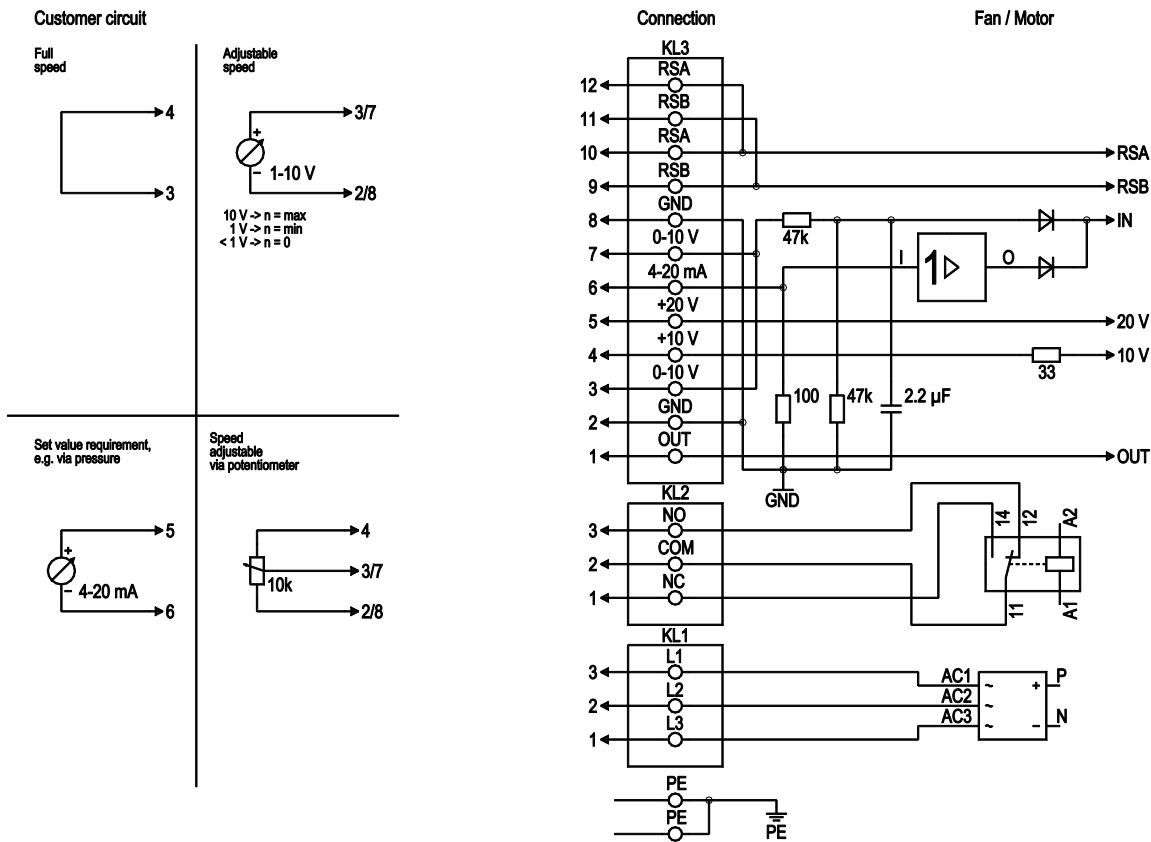 Customer circuit
Connection
Fan / Motor
Full
speed
4
3
Adjustable
speed
3/7
+
1-10 V
–
2/8
10 V -> n = max
1 V -> n = min
< 1 V -> n = 0
Set value requirement,
e.g. via pressure
5
+
4-20 mA
–
6
Speed
adjustable
via potentiometer
4
3/7
10k
2/8
KL3
12 RSA
11 RSB
10 RSA RSA
9 RSB RSB
8 GND IN
47k
7 0-10 V
I 1 O
6 4-20 mA
5 +20 V 20 V
4 +10 V 10 V
33
3 0-10 V
100 47k 2.2 µF
2 GND
1 OUT OUT
GND
KL2
3 NO
2 COM
1 NC
14 12 A2
11 A1
KL1
3 L1
2 L2
1 L3
AC1 ~ + P
AC2 ~
AC3 ~ – N
PE
PE
PE